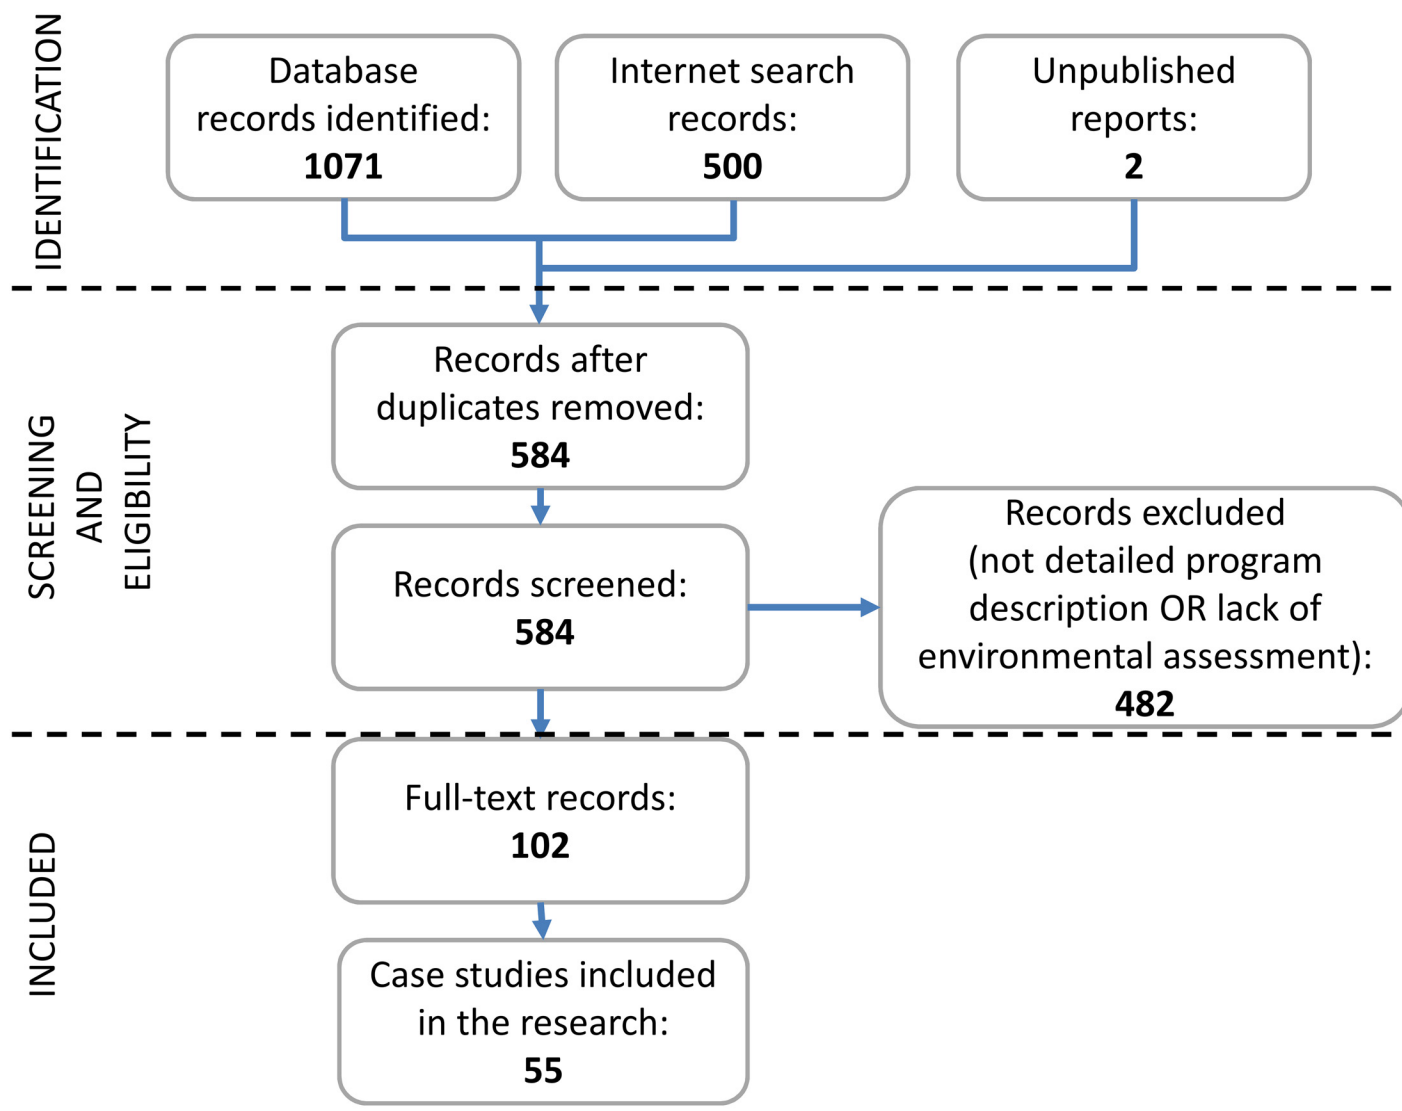 IDENTIFICATION
Database
records identified:
1071
Internet search
records:
500
Unpublished
reports:
2
SCREENING
AND
ELIGIBILITY
Records after
duplicates removed:
584
Records screened:
584
Records excluded
(not detailed program
description OR lack of
environmental assessment):
482
INCLUDED
Full-text records:
102
Case studies included
in the research:
55